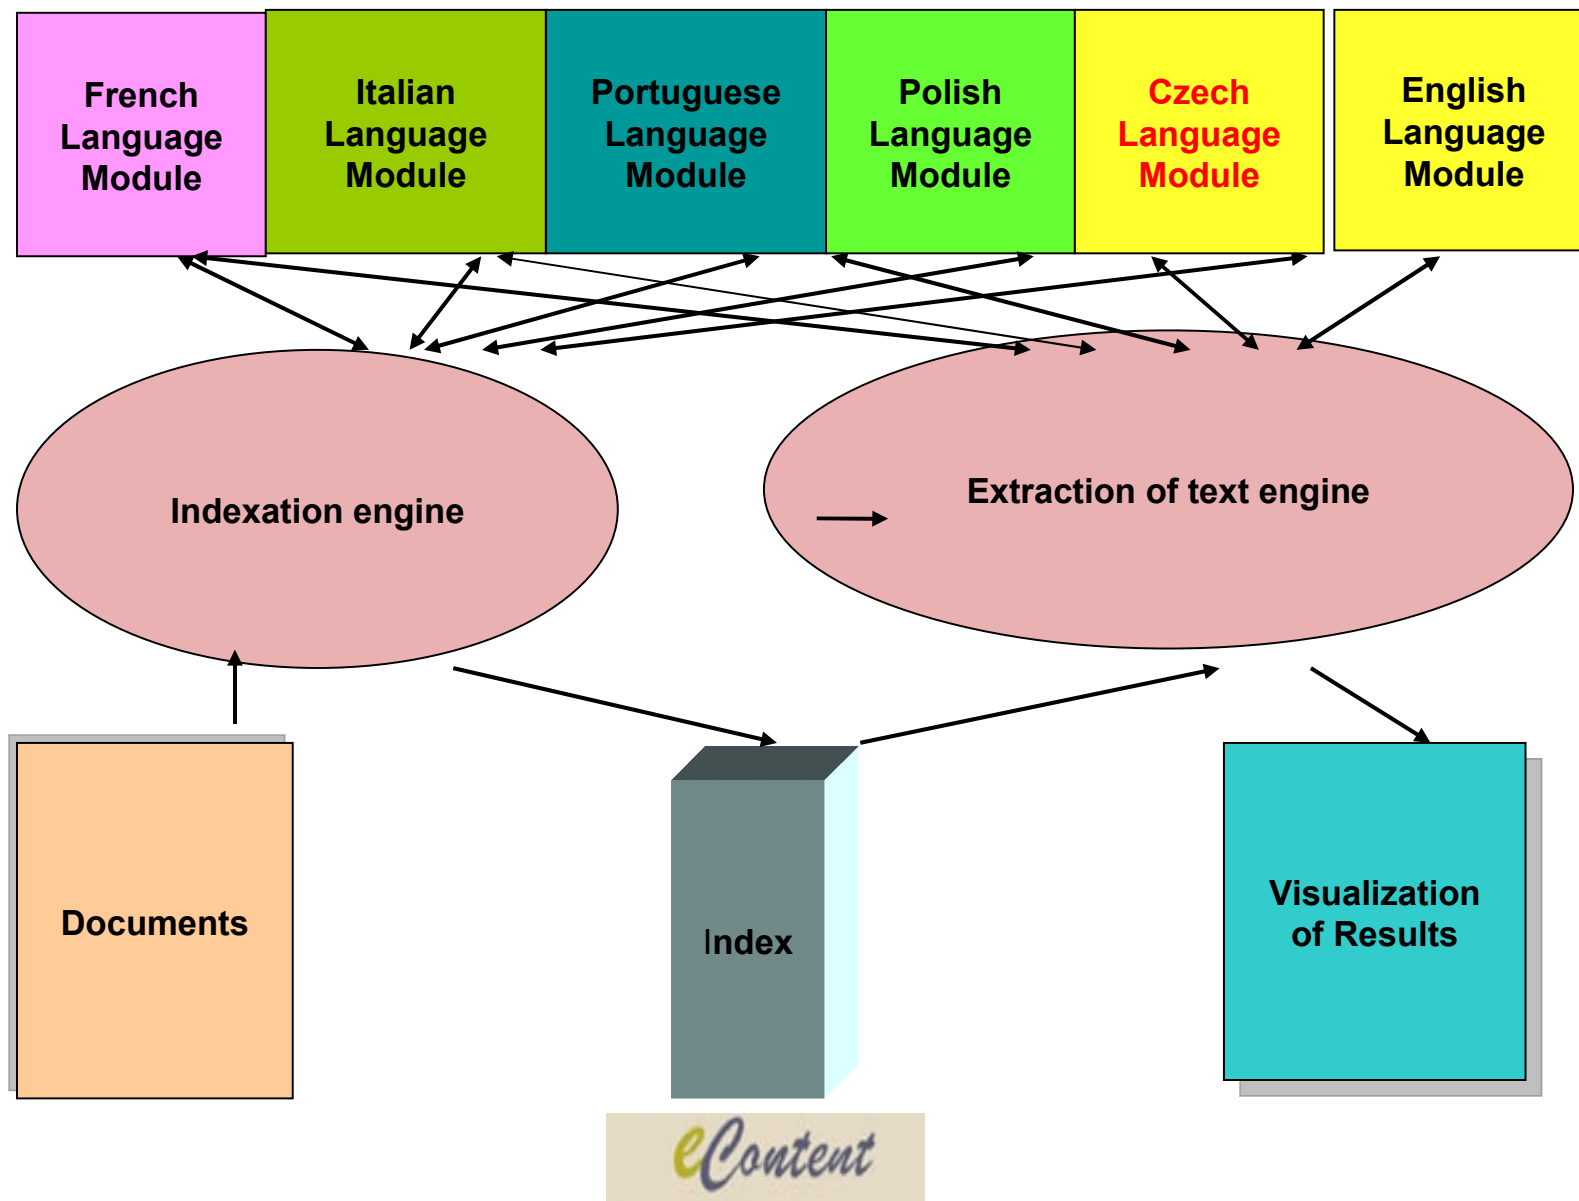 French
Language
Module
Italian
Language
Module
Portuguese
Language
Module
Polish
Language
Module
Czech
Language
Module
English
Language
Module
Indexation engine
Extraction of text engine
Documents
Index
Visualization
of Results
eContent